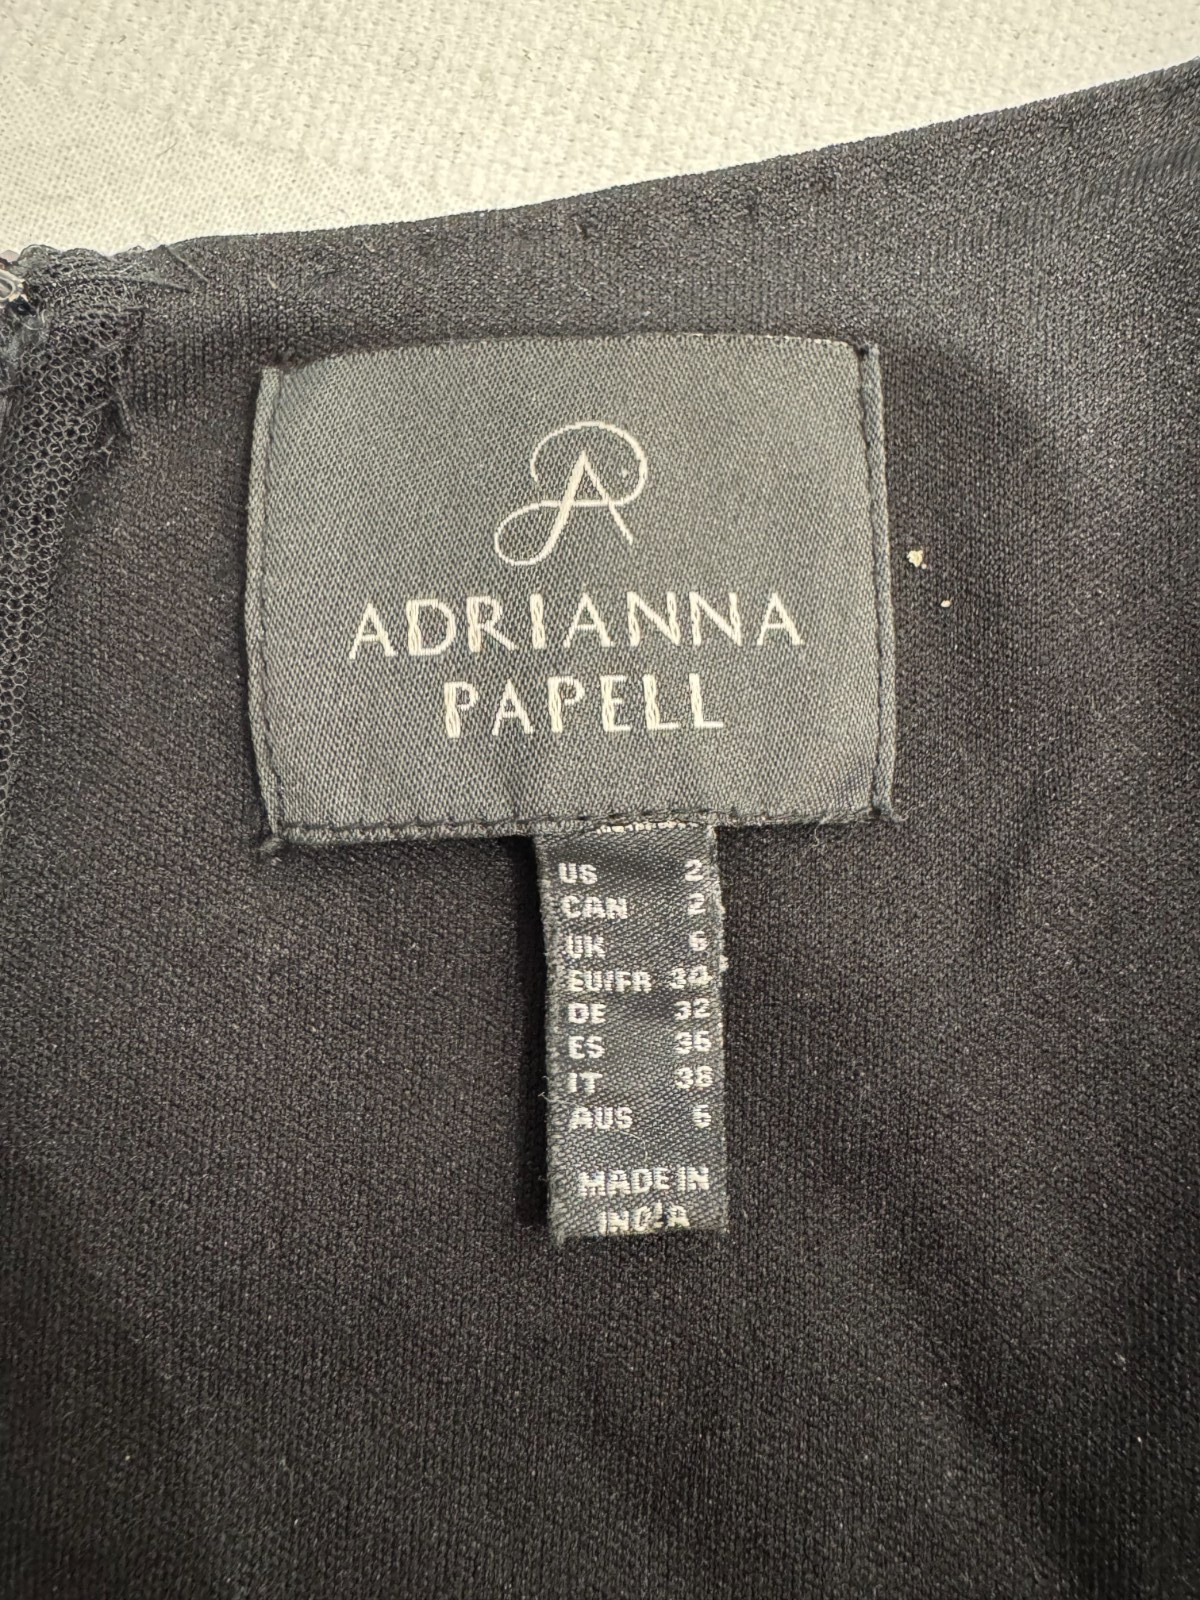 ADRIANNA
PAPELL
US 2
CAN 2
UK 6
EU/FR 34
DE 32
ES 36
IT 38
AUS 6
MADE IN
INDIA